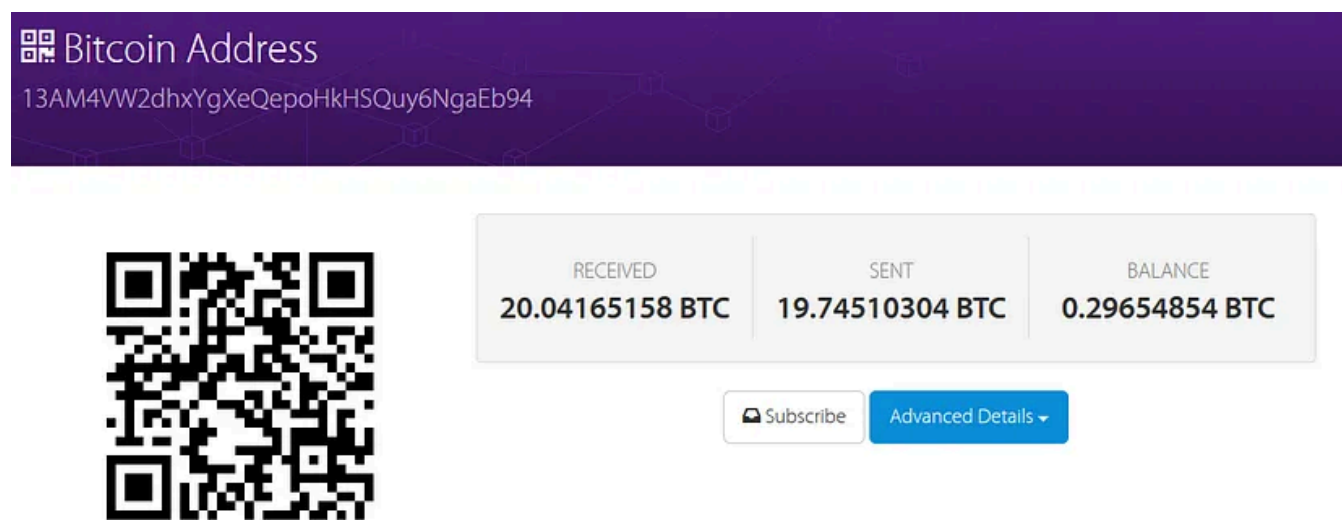 Bitcoin Address
13AM4VW2dhxYgXeQepoHkHSQuy6NgaEb94
RECEIVED
20.04165158 BTC
SENT
19.74510304 BTC
BALANCE
0.29654854 BTC
Subscribe
Advanced Details